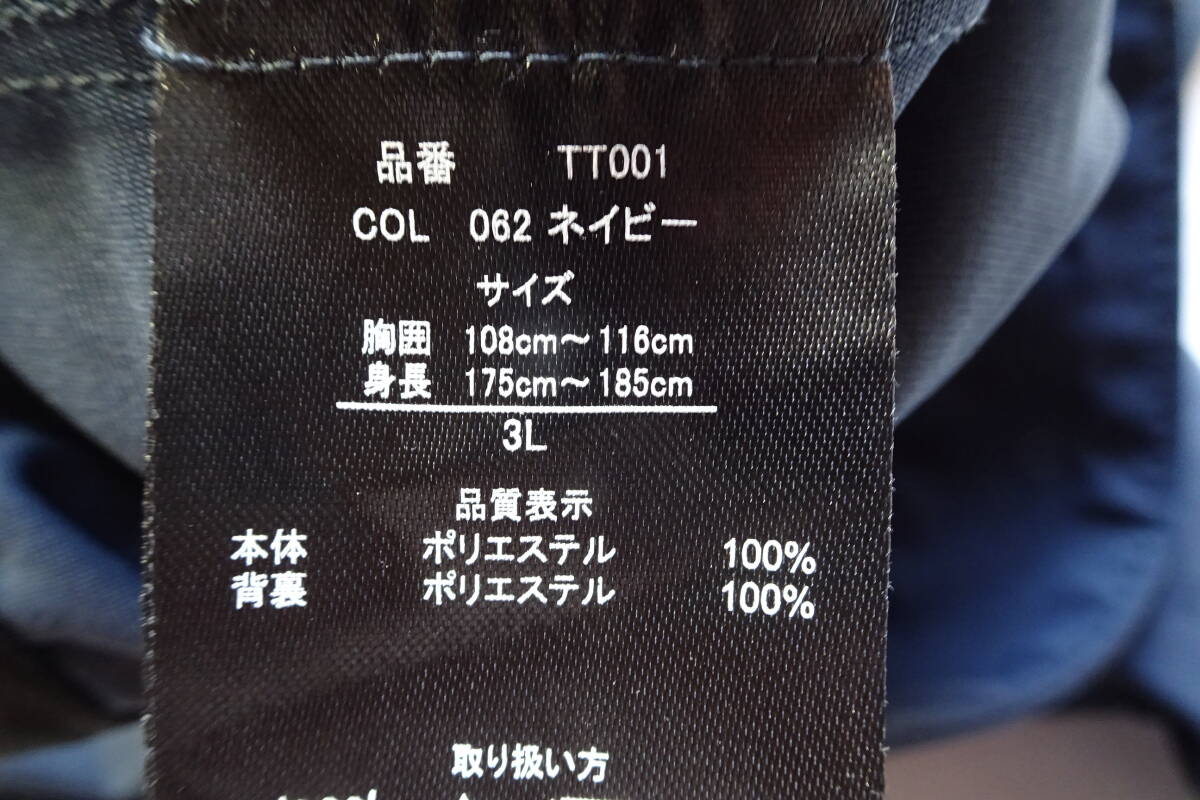 品番 TT001
COL 062 ネイビー
サイズ
胸囲 108cm～116cm
身長 175cm～185cm
3L
品質表示
本体 ポリエステル 100%
背裏 ポリエステル 100%
取り扱い方